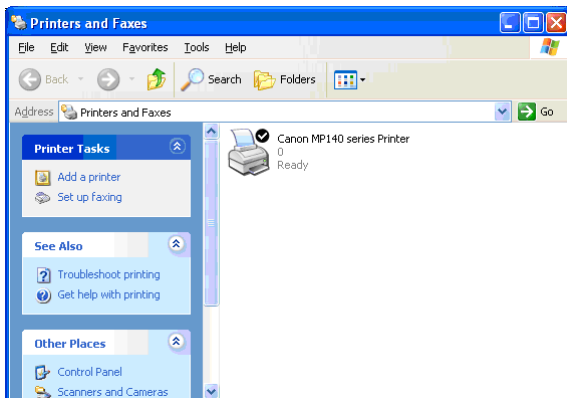 Printers and Faxes
File Edit View Favorites Tools Help
Back Search Folders
Address Printers and Faxes Go
Printer Tasks
Add a printer
Set up faxing
See Also
Troubleshoot printing
Get help with printing
Other Places
Control Panel
Scanners and Cameras
Canon MP140 series Printer
0
Ready